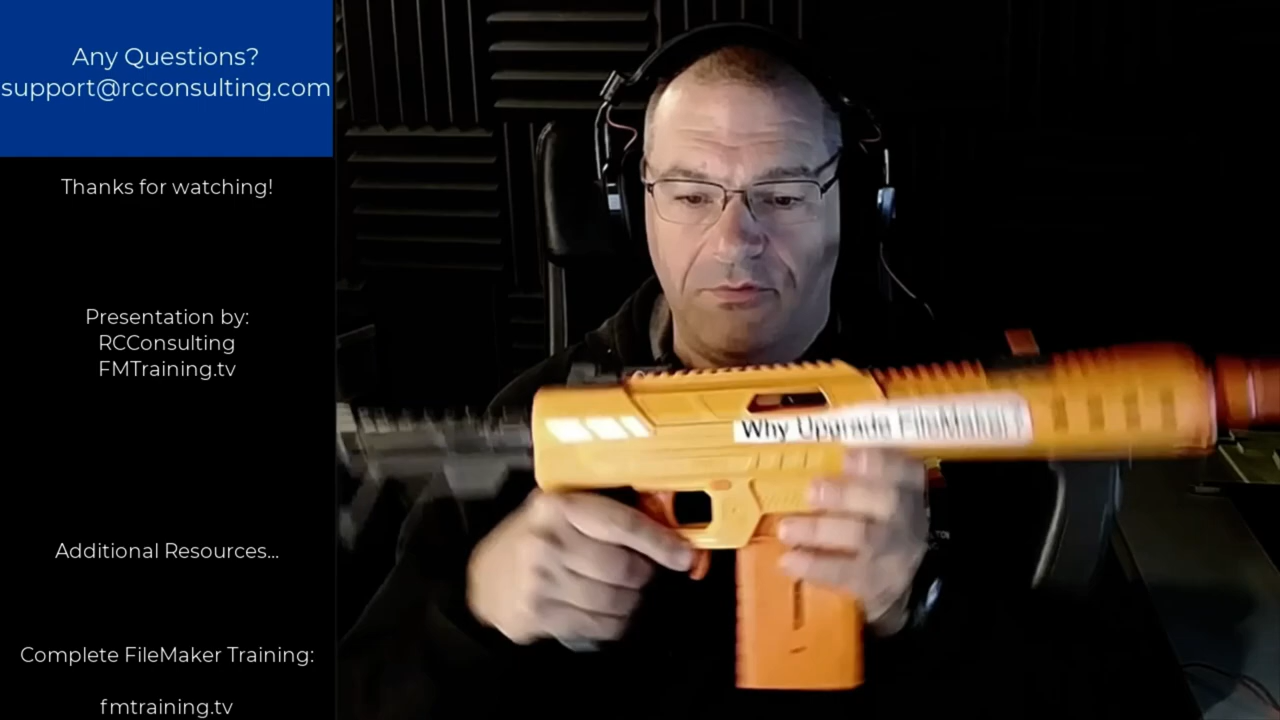 Any Questions?
support@rcconsulting.com
Thanks for watching!
Presentation by:
RCConsulting
FMTraining.tv
Additional Resources...
Complete FileMaker Training:
fmtraining.tv
Why Upgrade FileMaker?